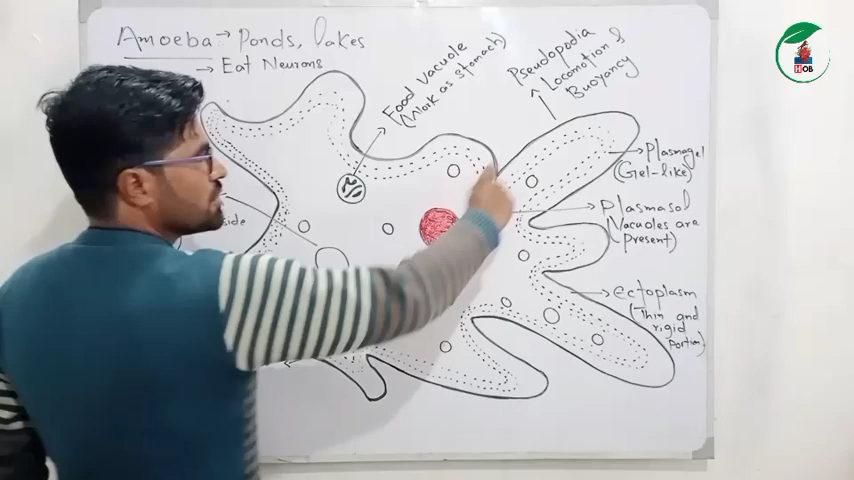 Amoeba → Ponds, lakes
→ Eat Neurons
Food vacuole
(Work as stomach)
Pseudopodia
Locomotion &
Buoyancy
Plasmagel
(Gel-like)
Plasmasol
(Vacuoles are
present)
Ectoplasm
(Thin and
rigid
portion)
side
HOB